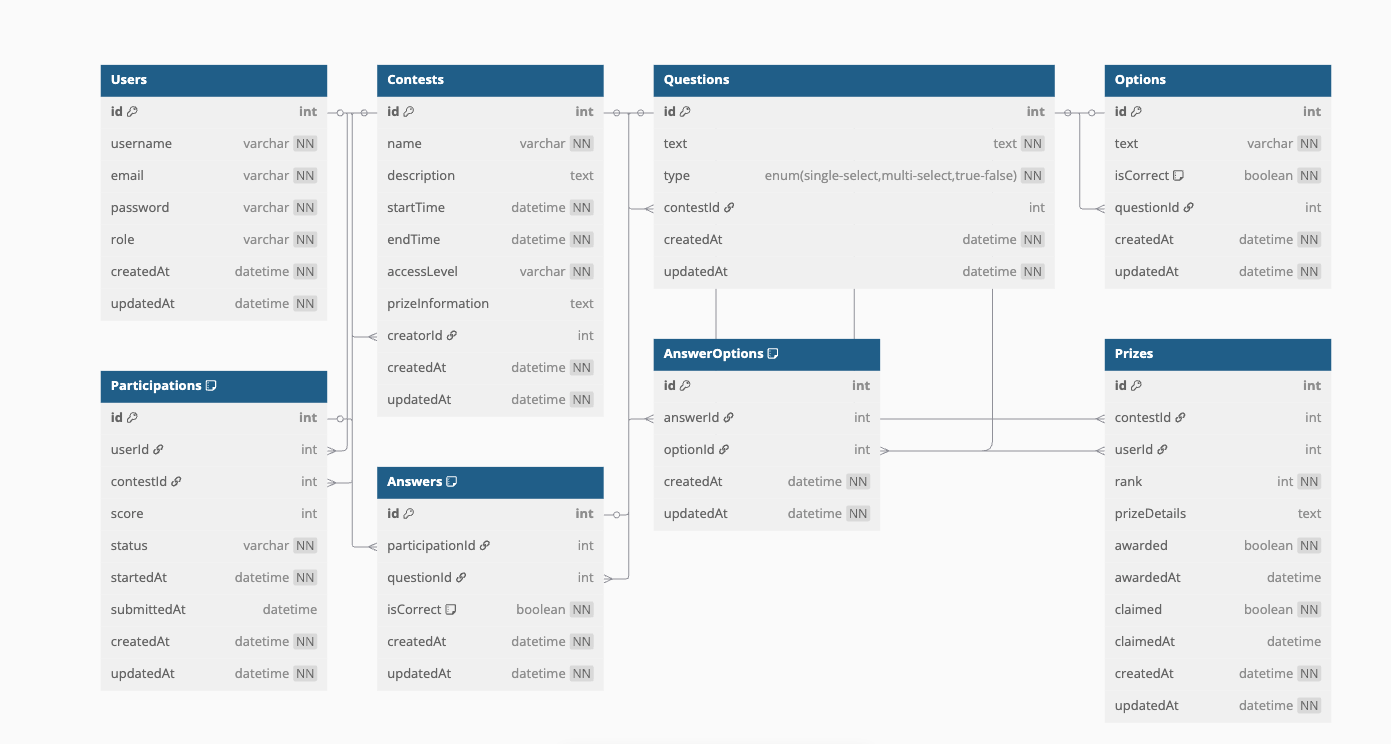 Users
id int
username varchar NN
email varchar NN
password varchar NN
role varchar NN
createdAt datetime NN
updatedAt datetime NN
Contests
id int
name varchar NN
description text
startTime datetime NN
endTime datetime NN
accessLevel varchar NN
prizeInformation text
creatorId int
createdAt datetime NN
updatedAt datetime NN
Questions
id int
text text NN
type enum(single-select,multi-select,true-false) NN
contestId int
createdAt datetime NN
updatedAt datetime NN
Options
id int
text varchar NN
isCorrect boolean NN
questionId int
createdAt datetime NN
updatedAt datetime NN
Participations
id int
userId int
contestId int
score int
status varchar NN
startedAt datetime NN
submittedAt datetime
createdAt datetime NN
updatedAt datetime NN
Answers
id int
participationId int
questionId int
isCorrect boolean NN
createdAt datetime NN
updatedAt datetime NN
AnswerOptions
id int
answerId int
optionId int
createdAt datetime NN
updatedAt datetime NN
Prizes
id int
contestId int
userId int
rank int NN
prizeDetails text
awarded boolean NN
awardedAt datetime
claimed boolean NN
claimedAt datetime
createdAt datetime NN
updatedAt datetime NN